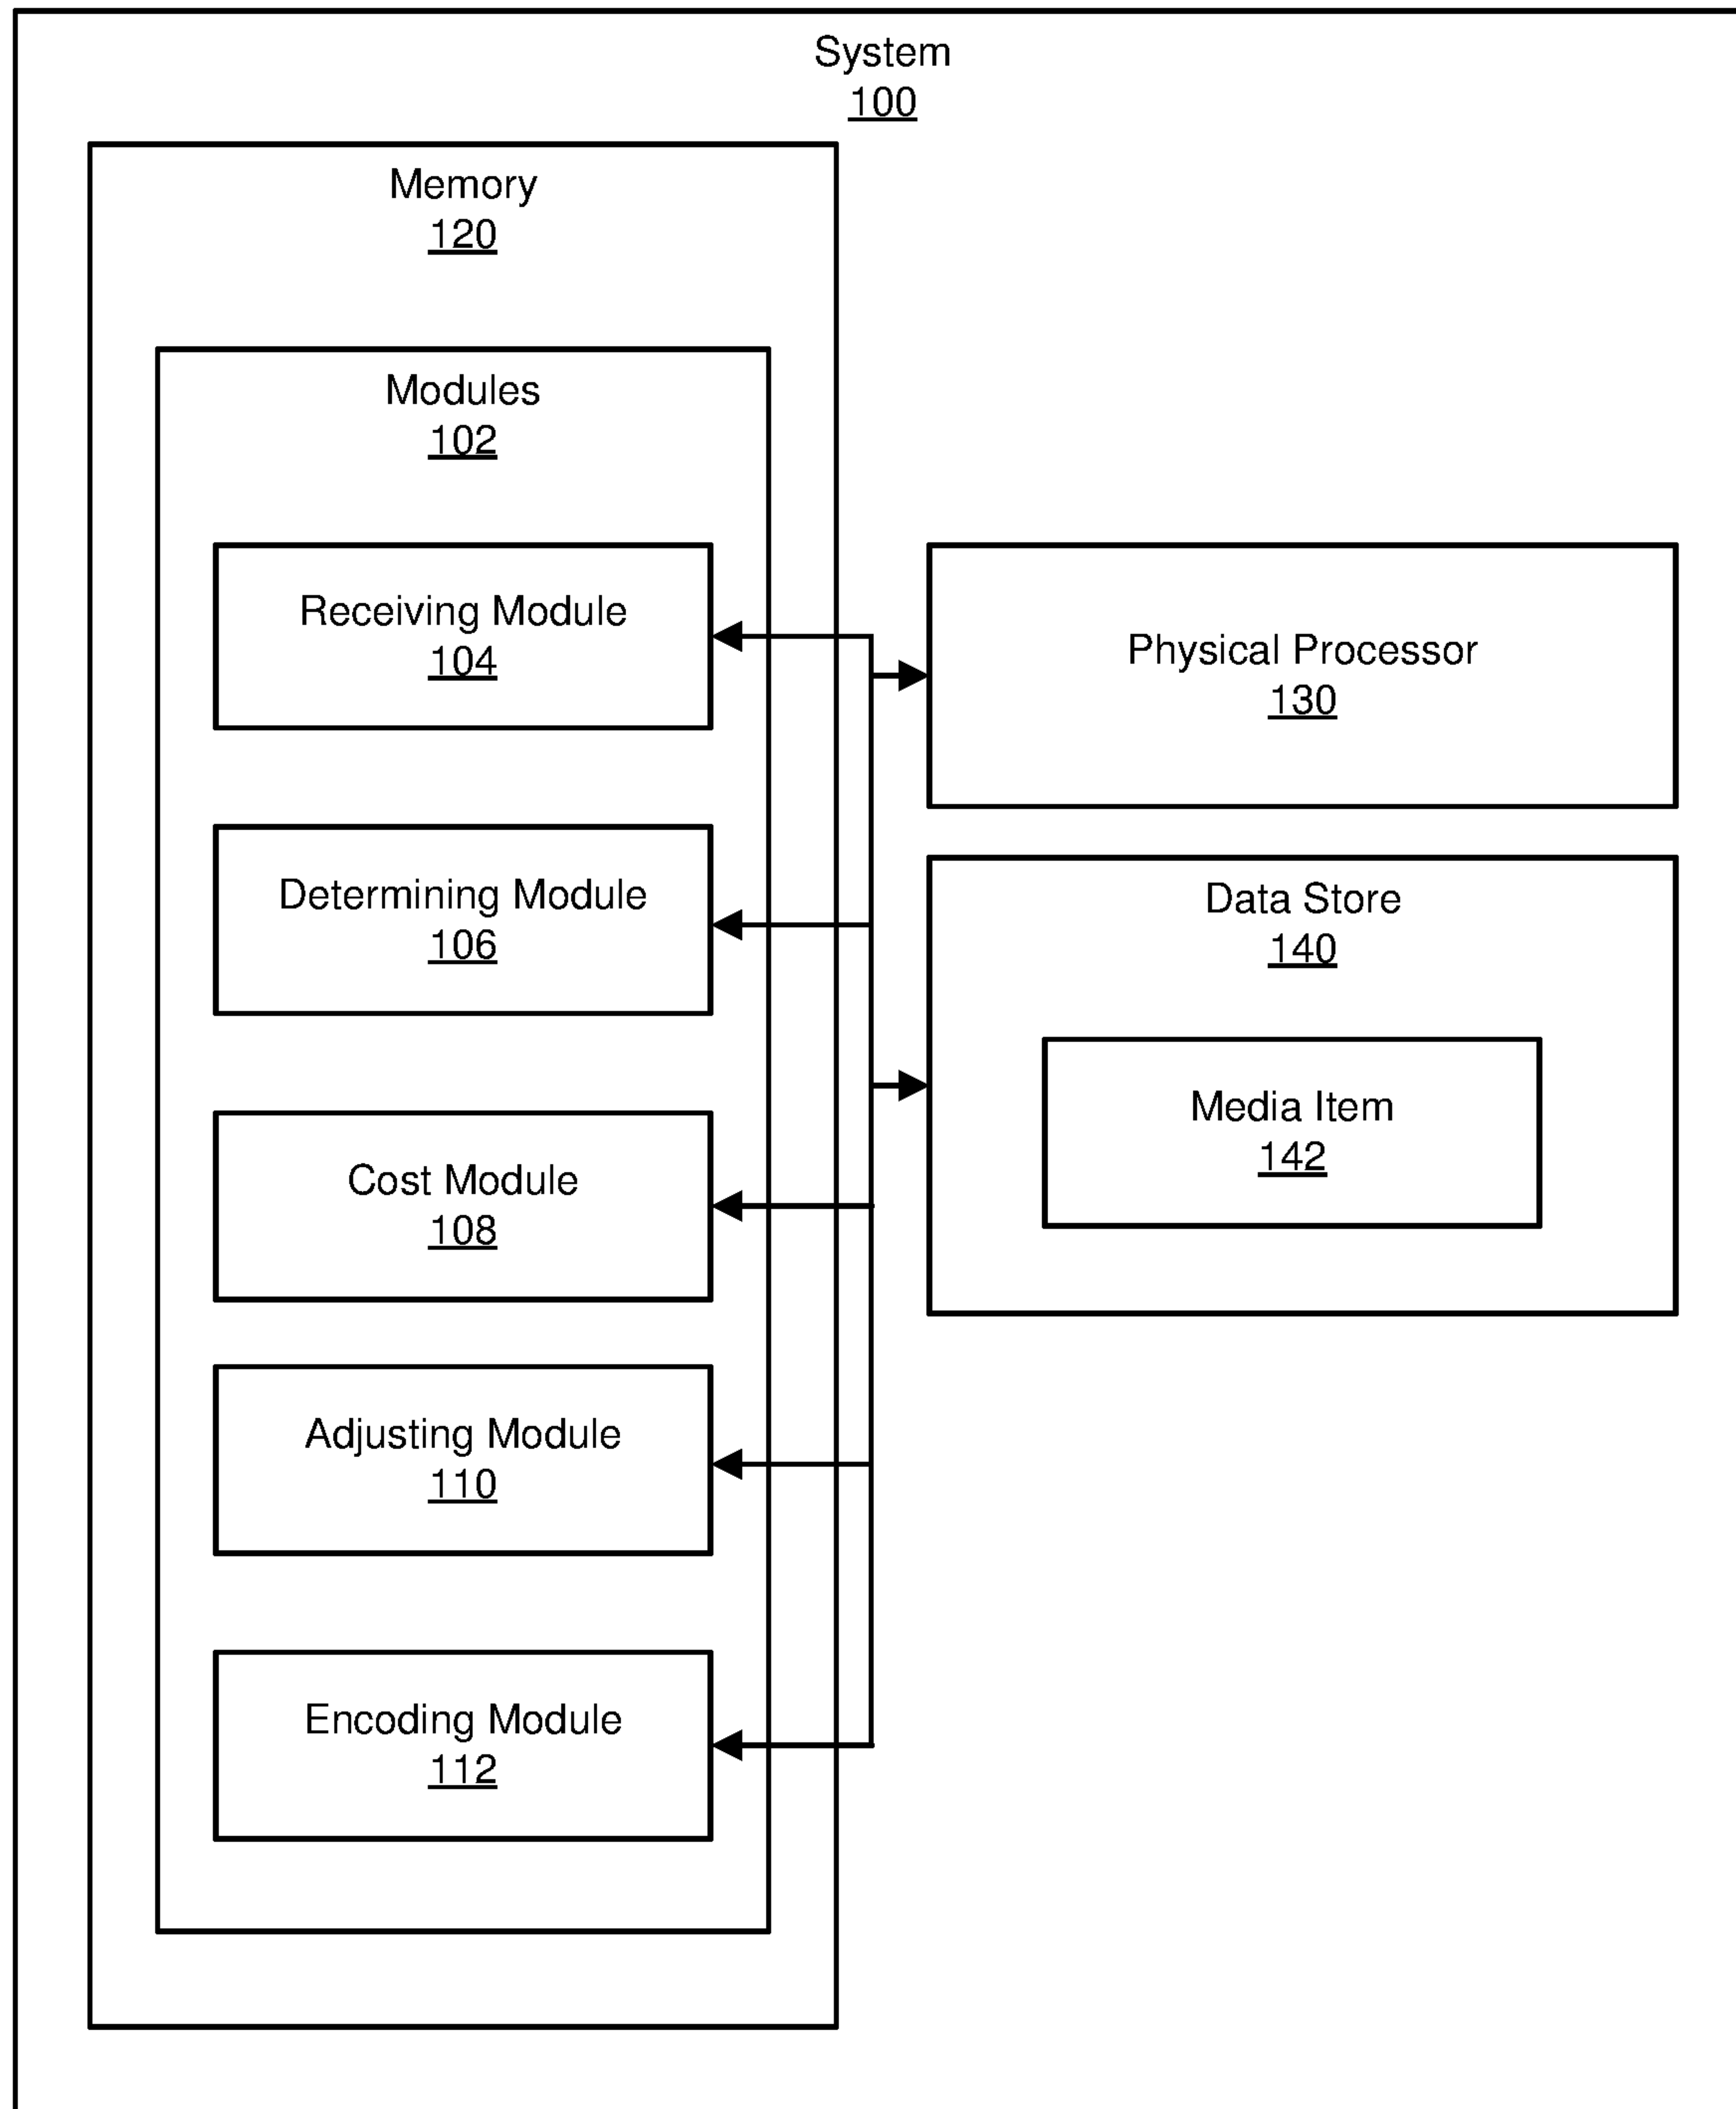 System
100
Memory
120
Modules
102
Receiving Module
104
Determining Module
106
Cost Module
108
Adjusting Module
110
Encoding Module
112
Physical Processor
130
Data Store
140
Media Item
142